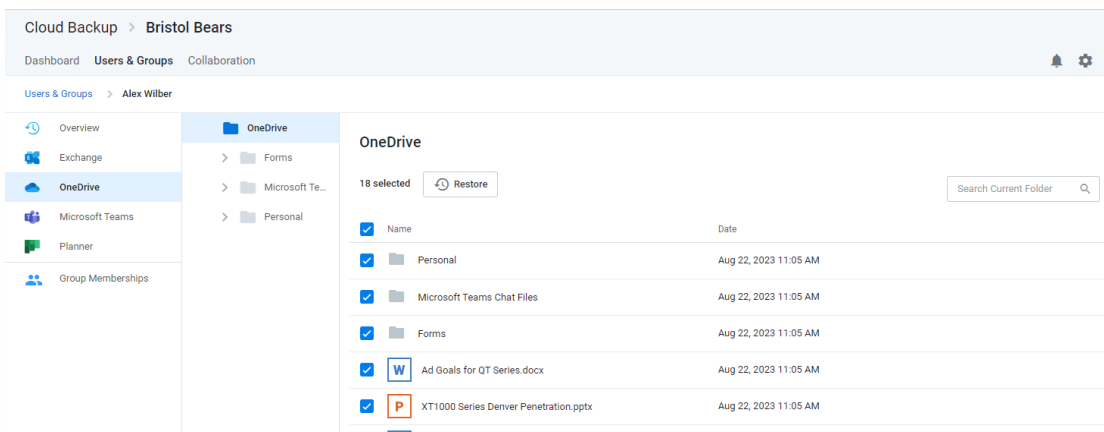 Cloud Backup > Bristol Bears
Dashboard Users & Groups Collaboration
Users & Groups > Alex Wilber
Overview
Exchange
OneDrive
Microsoft Teams
Planner
Group Memberships
OneDrive
Forms
Microsoft Te...
Personal
OneDrive
18 selected Restore Search Current Folder
Name Date
Personal Aug 22, 2023 11:05 AM
Microsoft Teams Chat Files Aug 22, 2023 11:05 AM
Forms Aug 22, 2023 11:05 AM
W Ad Goals for QT Series.docx Aug 22, 2023 11:05 AM
P XT1000 Series Denver Penetration.pptx Aug 22, 2023 11:05 AM